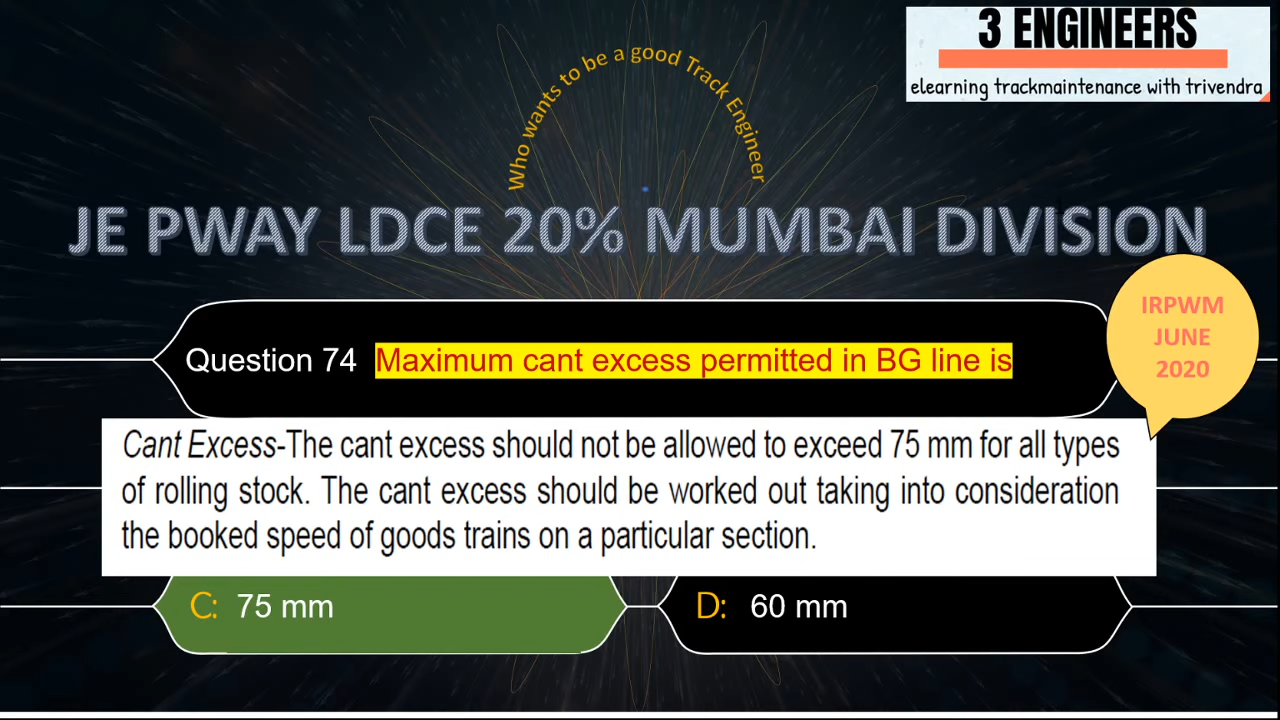 3 ENGINEERS
elearning trackmaintenance with trivendra
Who wants to be a good Track Engineer
JE PWAY LDCE 20% MUMBAI DIVISION
IRPWM
JUNE
2020
Question 74 Maximum cant excess permitted in BG line is
Cant Excess-The cant excess should not be allowed to exceed 75 mm for all types
of rolling stock. The cant excess should be worked out taking into consideration
the booked speed of goods trains on a particular section.
C: 75 mm
D: 60 mm